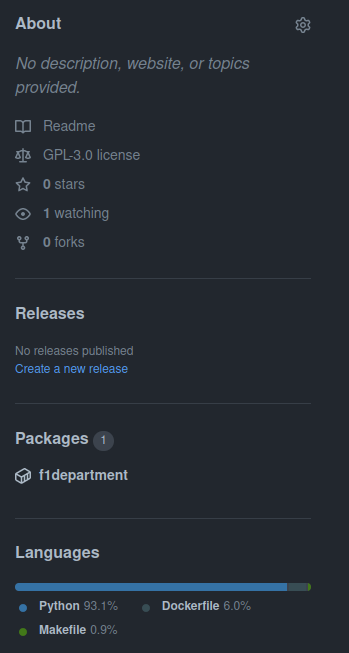 About
No description, website, or topics
provided.
Readme
GPL-3.0 license
0 stars
1 watching
0 forks
Releases
No releases published
Create a new release
Packages 1
f1department
Languages
Python 93.1% Dockerfile 6.0%
Makefile 0.9%